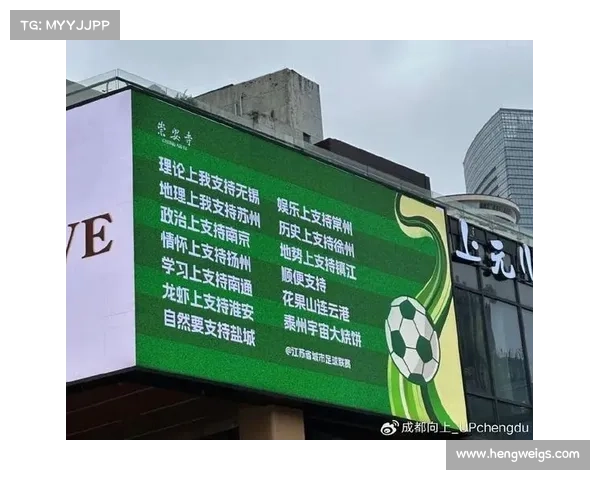 TG: MYYJJPP
崇安寺
VE
理论上我支持无锡
地理上我支持苏州
政治上支持南京
情怀上支持扬州
学习上支持南通
龙虾上支持淮安
自然要支持盐城
娱乐上支持常州
历史上支持徐州
地势上支持镇江
顺便支持
花果山连云港
泰州宇宙大烧饼
@江苏省城市足球联赛
上元
成都向上_UPchengdu
www.hengweigs.com